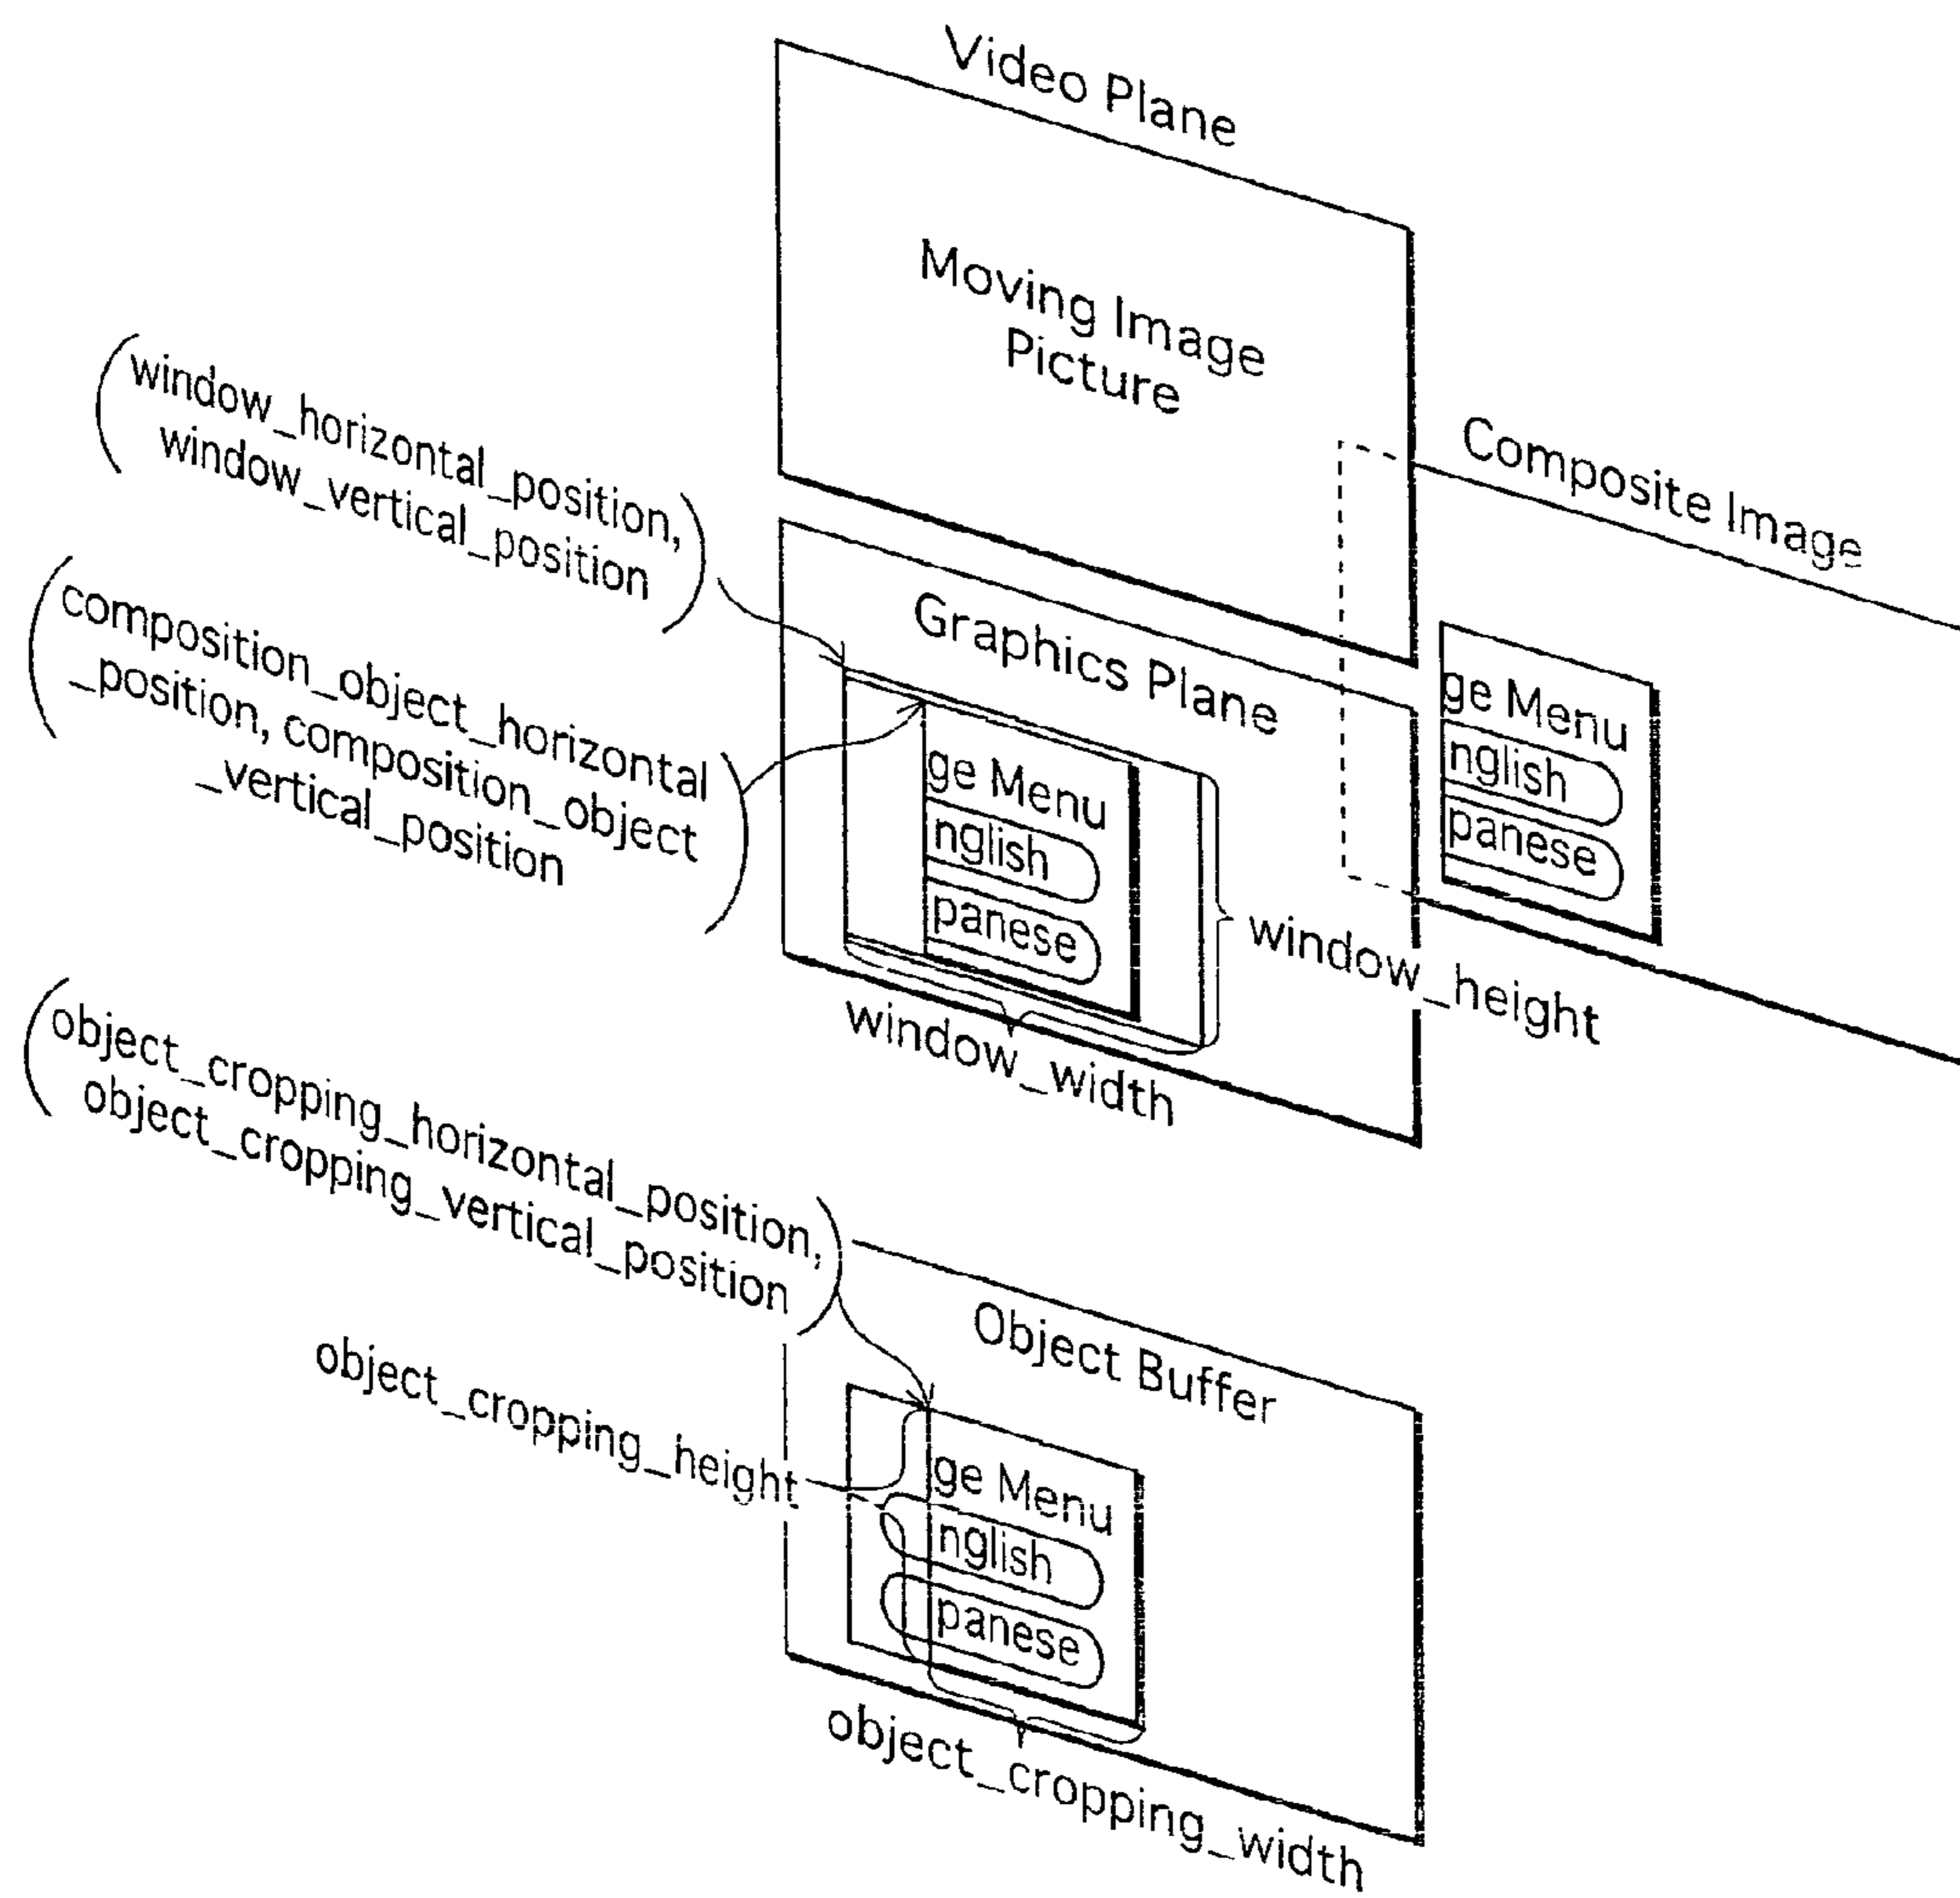 Video Plane
Moving Image
Picture
(window_horizontal_position,
window_vertical_position)
Composite Image
(composition_object_horizontal
_position, composition_object
_vertical_position)
Graphics Plane
ge Menu
nglish
panese
ge Menu
nglish
panese
window_height
window_width
(object_cropping_horizontal_position,
object_cropping_vertical_position)
Object Buffer
object_cropping_height
ge Menu
nglish
panese
object_cropping_width